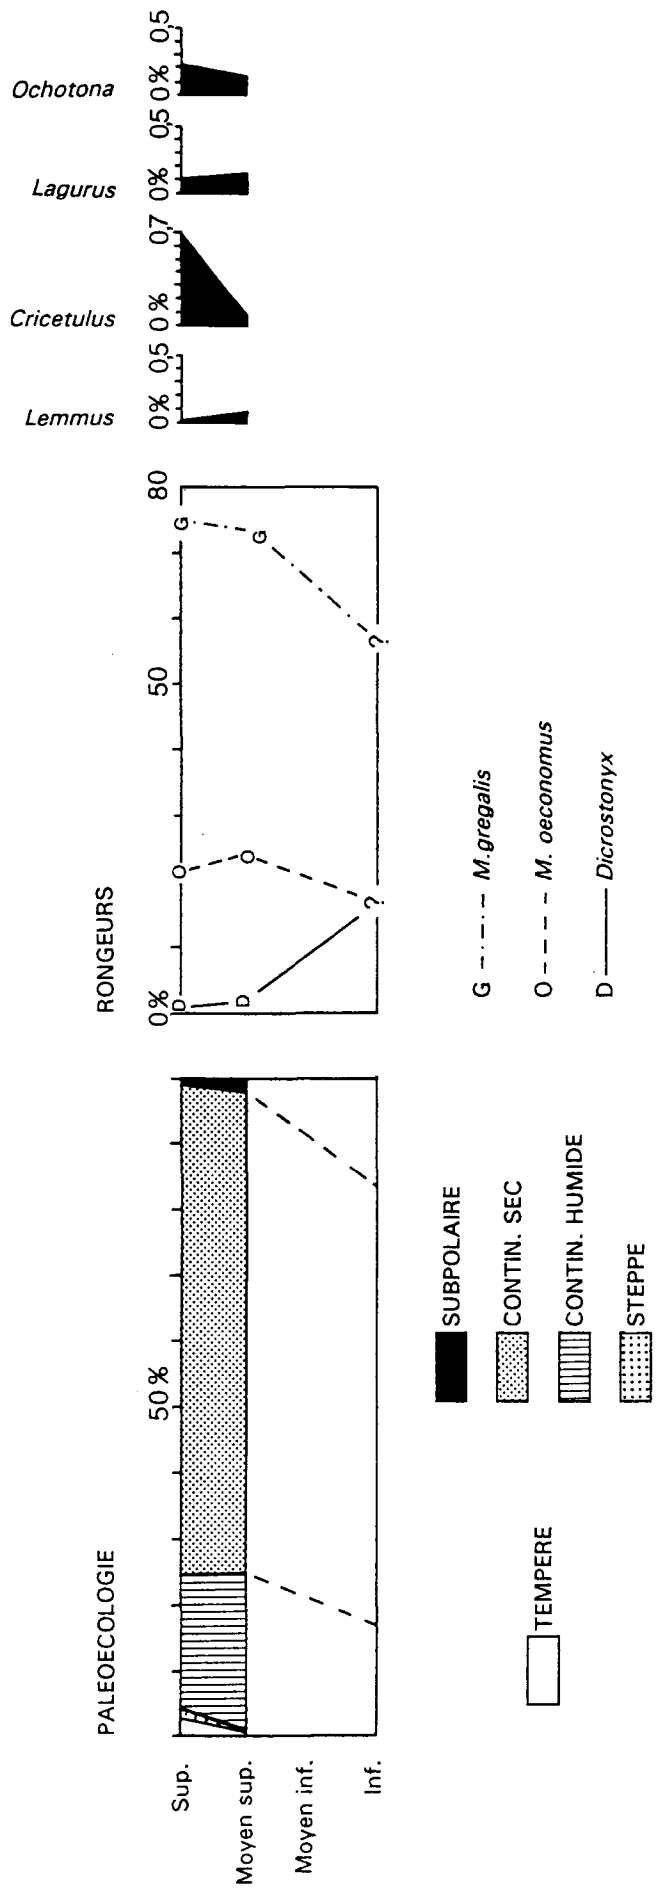 PALEOECOLOGIE
RONGEURS
Lemmus
Cricetulus
Lagurus
Ochotona
50%
0% 50 80
0% 0,5
0% 0,7
0% 0,5
0% 0,5
Sup.
Moyen sup.
Moyen inf.
Inf.
D O G
D O G
? ?
TEMPERE
SUBPOLAIRE
CONTIN. SEC
CONTIN. HUMIDE
STEPPE
G M.gregalis
O M. oeconomus
D Dicrostonyx